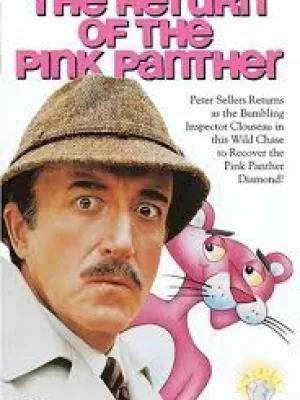 THE RETURN
OF THE
PINK PANTHER
Peter Sellers Returns
as the Bumbling
Inspector Clouseau in
this Wild Chase
to Recover the
Pink Panther
Diamond!